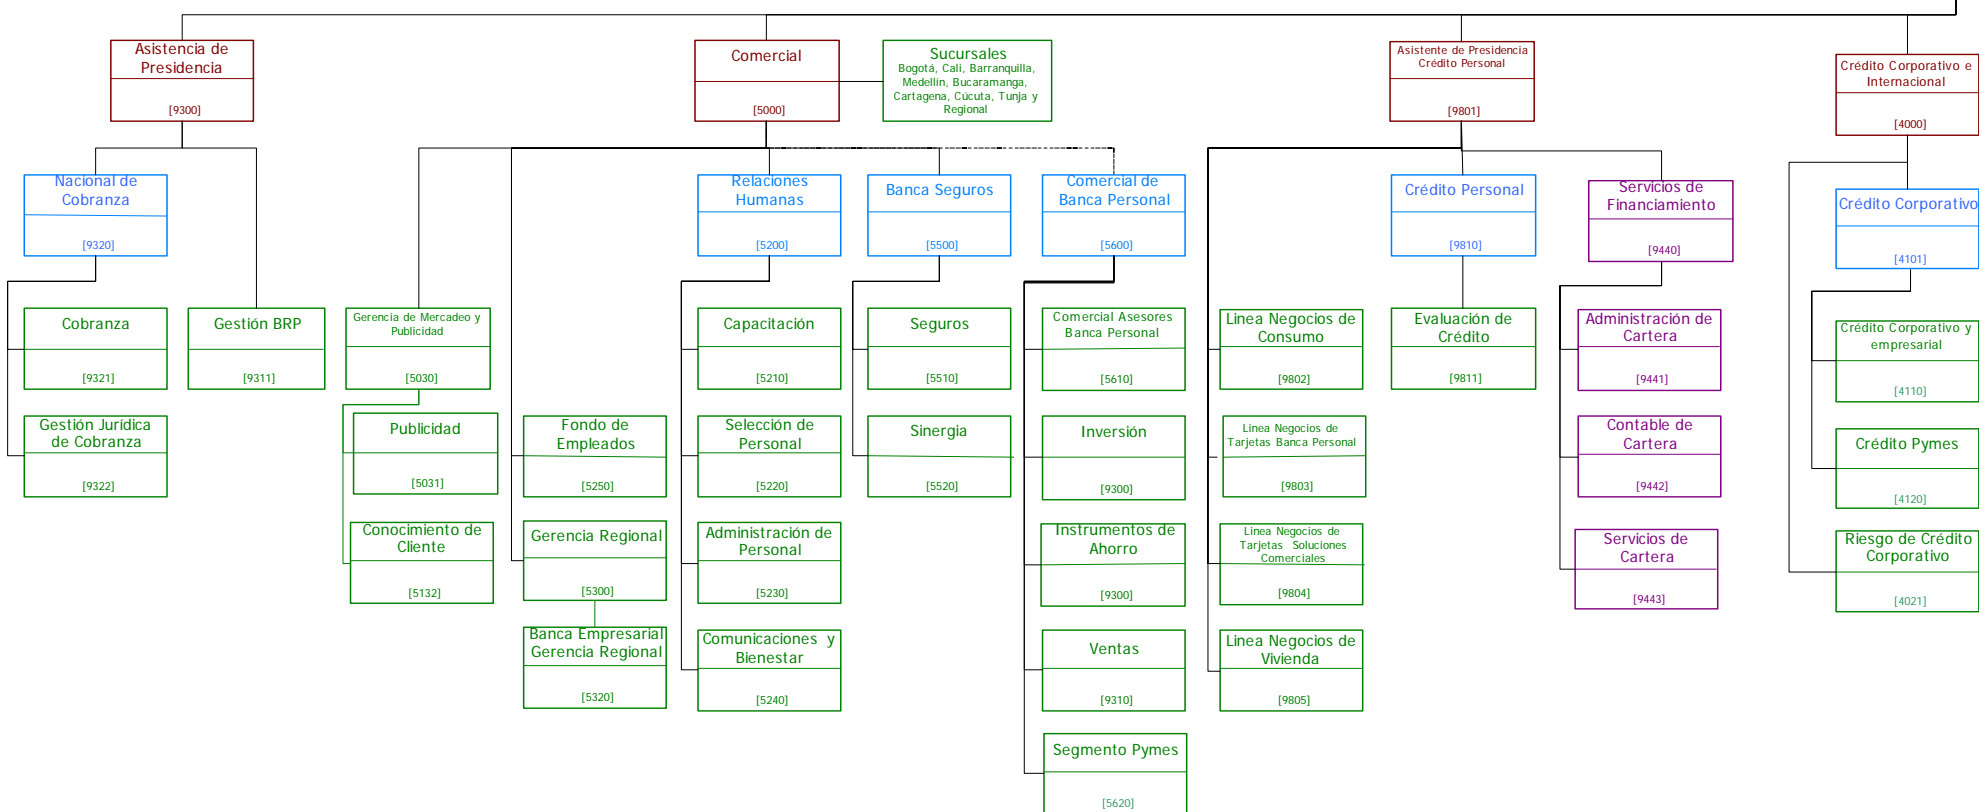 Asistencia de
Presidencia
[9300]
Comercial
[5000]
Sucursales
Bogotá, Cali, Barranquilla,
Medellín, Bucaramanga,
Cartagena, Cúcuta, Tunja y
Regional
Asistente de Presidencia
Crédito Personal
[9801]
Crédito Corporativo e
Internacional
[4000]
Nacional de
Cobranza
[9320]
Relaciones
Humanas
[5200]
Banca Seguros
[5500]
Comercial de
Banca Personal
[5600]
Crédito Personal
[9810]
Servicios de
Financiamiento
[9440]
Crédito Corporativo
[4101]
Cobranza
[9321]
Gestión BRP
[9311]
Gerencia de Mercadeo y
Publicidad
[5030]
Capacitación
[5210]
Seguros
[5510]
Comercial Asesores
Banca Personal
[5610]
Linea Negocios de
Consumo
[9802]
Evaluación de
Crédito
[9811]
Administración de
Cartera
[9441]
Crédito Corporativo y
empresarial
[4110]
Gestión Jurídica
de Cobranza
[9322]
Publicidad
[5031]
Fondo de
Empleados
[5250]
Selección de
Personal
[5220]
Sinergia
[5520]
Inversión
[9300]
Linea Negocios de
Tarjetas Banca Personal
[9803]
Contable de
Cartera
[9442]
Crédito Pymes
[4120]
Conocimiento de
Cliente
[5132]
Gerencia Regional
[5300]
Administración de
Personal
[5230]
Instrumentos de
Ahorro
[9300]
Linea Negocios de
Tarjetas Soluciones
Comerciales
[9804]
Servicios de
Cartera
[9443]
Riesgo de Crédito
Corporativo
[4021]
Banca Empresarial
Gerencia Regional
[5320]
Comunicaciones y
Bienestar
[5240]
Ventas
[9310]
Linea Negocios de
Vivienda
[9805]
Segmento Pymes
[5620]